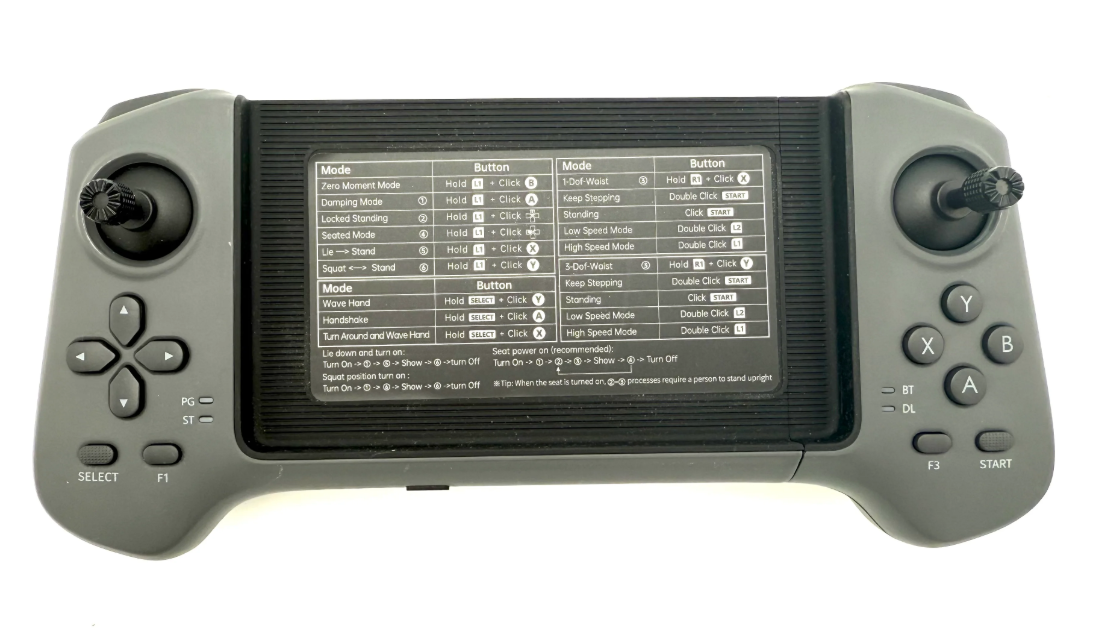 Mode Button
Zero Moment Mode Hold L1 + Click B
Damping Mode ① Hold L1 + Click A
Locked Standing ② Hold L1 + Click
Seated Mode ④ Hold L1 + Click
Lie —> Stand ⑤ Hold L1 + Click X
Squat <—> Stand ⑥ Hold L1 + Click Y
Mode Button
Wave Hand Hold SELECT + Click Y
Handshake Hold SELECT + Click A
Turn Around and Wave Hand Hold SELECT + Click X
Mode Button
1-Dof-Waist ③ Hold R1 + Click X
Keep Stepping Double Click START
Standing Click START
Low Speed Mode Double Click L2
High Speed Mode Double Click L1
3-Dof-Waist ③ Hold R1 + Click Y
Keep Stepping Double Click START
Standing Click START
Low Speed Mode Double Click L2
High Speed Mode Double Click L1
Lie down and turn on:
Turn On -> ① -> ⑤ -> Show -> ⑥ ->turn Off
Squat position turn on :
Turn On -> ① -> ⑥ -> Show -> ⑥ ->turn Off
Seat power on (recommended):
Turn On -> ① -> ② -> ③ -> Show -> ④ -> Turn Off
※Tip: When the seat is turned on, ②-③ processes require a person to stand upright
PG
ST
SELECT F1
Y
X B
A
BT
DL
F3 START